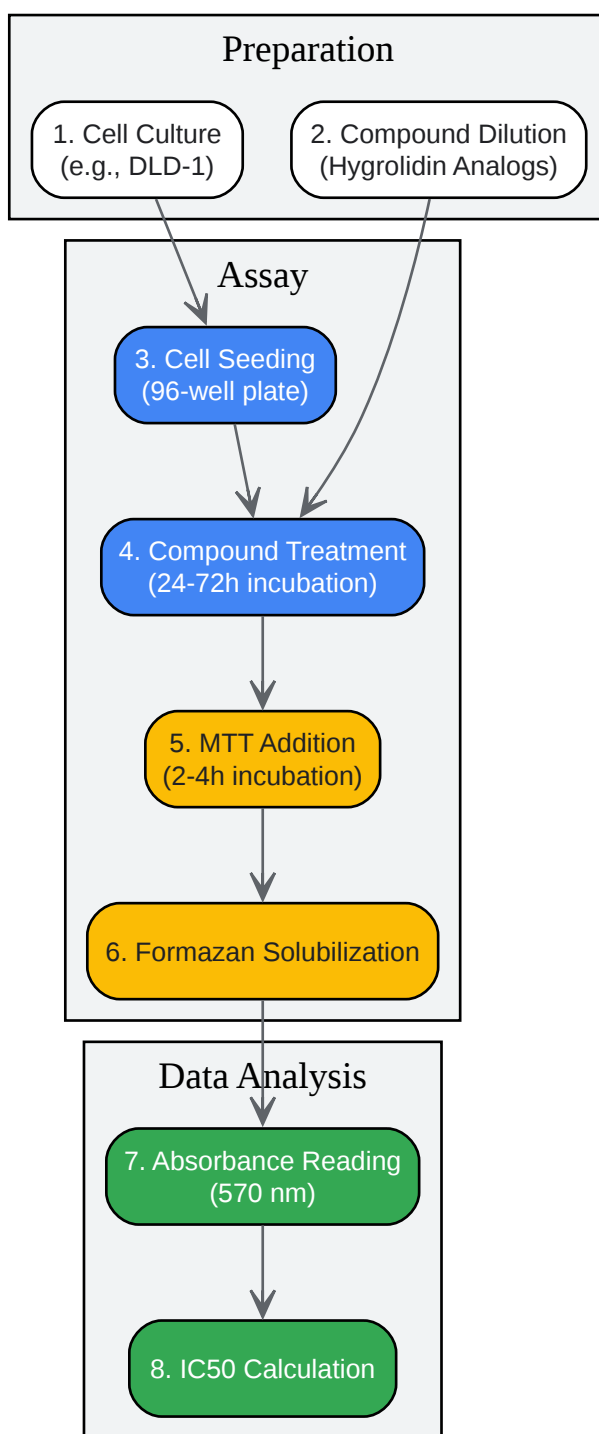 Preparation
1. Cell Culture
(e.g., DLD-1)
2. Compound Dilution
(Hygrolidin Analogs)
Assay
3. Cell Seeding
(96-well plate)
4. Compound Treatment
(24-72h incubation)
5. MTT Addition
(2-4h incubation)
6. Formazan Solubilization
Data Analysis
7. Absorbance Reading
(570 nm)
8. IC50 Calculation